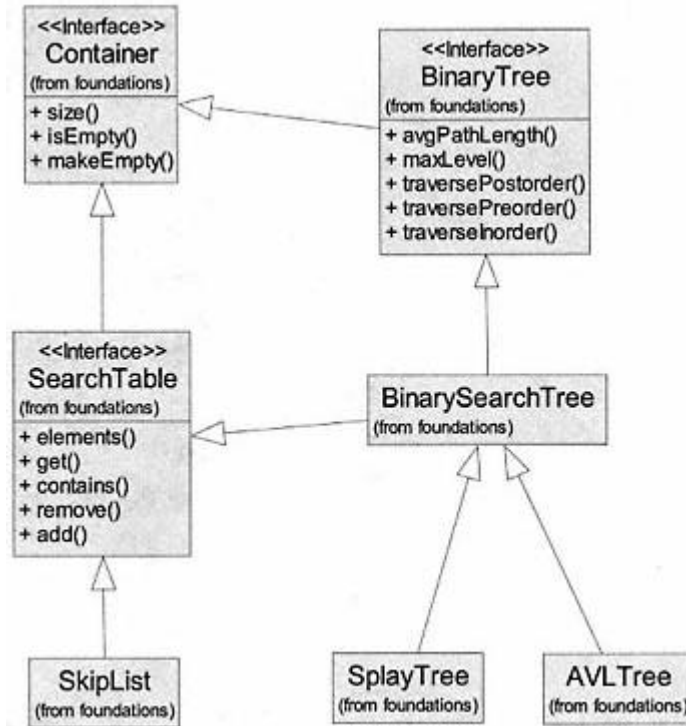 <<Interface>>
Container
(from foundations)
+ size()
+ isEmpty()
+ makeEmpty()
<<Interface>>
BinaryTree
(from foundations)
+ avgPathLength()
+ maxLevel()
+ traversePostorder()
+ traversePreorder()
+ traverseInorder()
<<Interface>>
SearchTable
(from foundations)
+ elements()
+ get()
+ contains()
+ remove()
+ add()
BinarySearchTree
(from foundations)
SkipList
(from foundations)
SplayTree
(from foundations)
AVLTree
(from foundations)